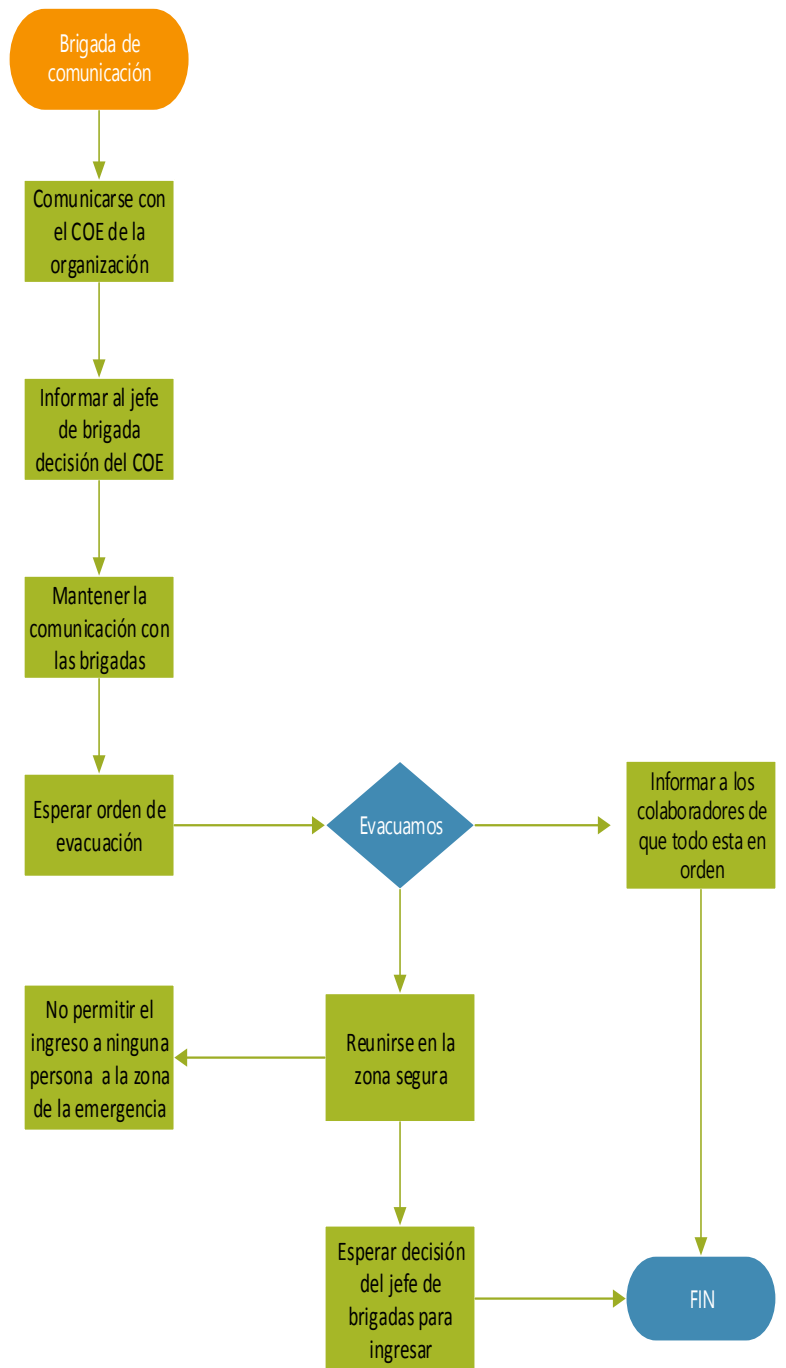 Brigada de
comunicación
Comunicarse con
el COE de la
organización
Informar al jefe
de brigada
decisión del COE
Mantener la
comunicación con
las brigadas
Esperar orden de
evacuación
Evacuamos
Informar a los
colaboradores de
que todo esta en
orden
No permitir el
ingreso a ninguna
persona a la zona
de la emergencia
Reunirse en la
zona segura
Esperar decisión
del jefe de
brigadas para
ingresar
FIN